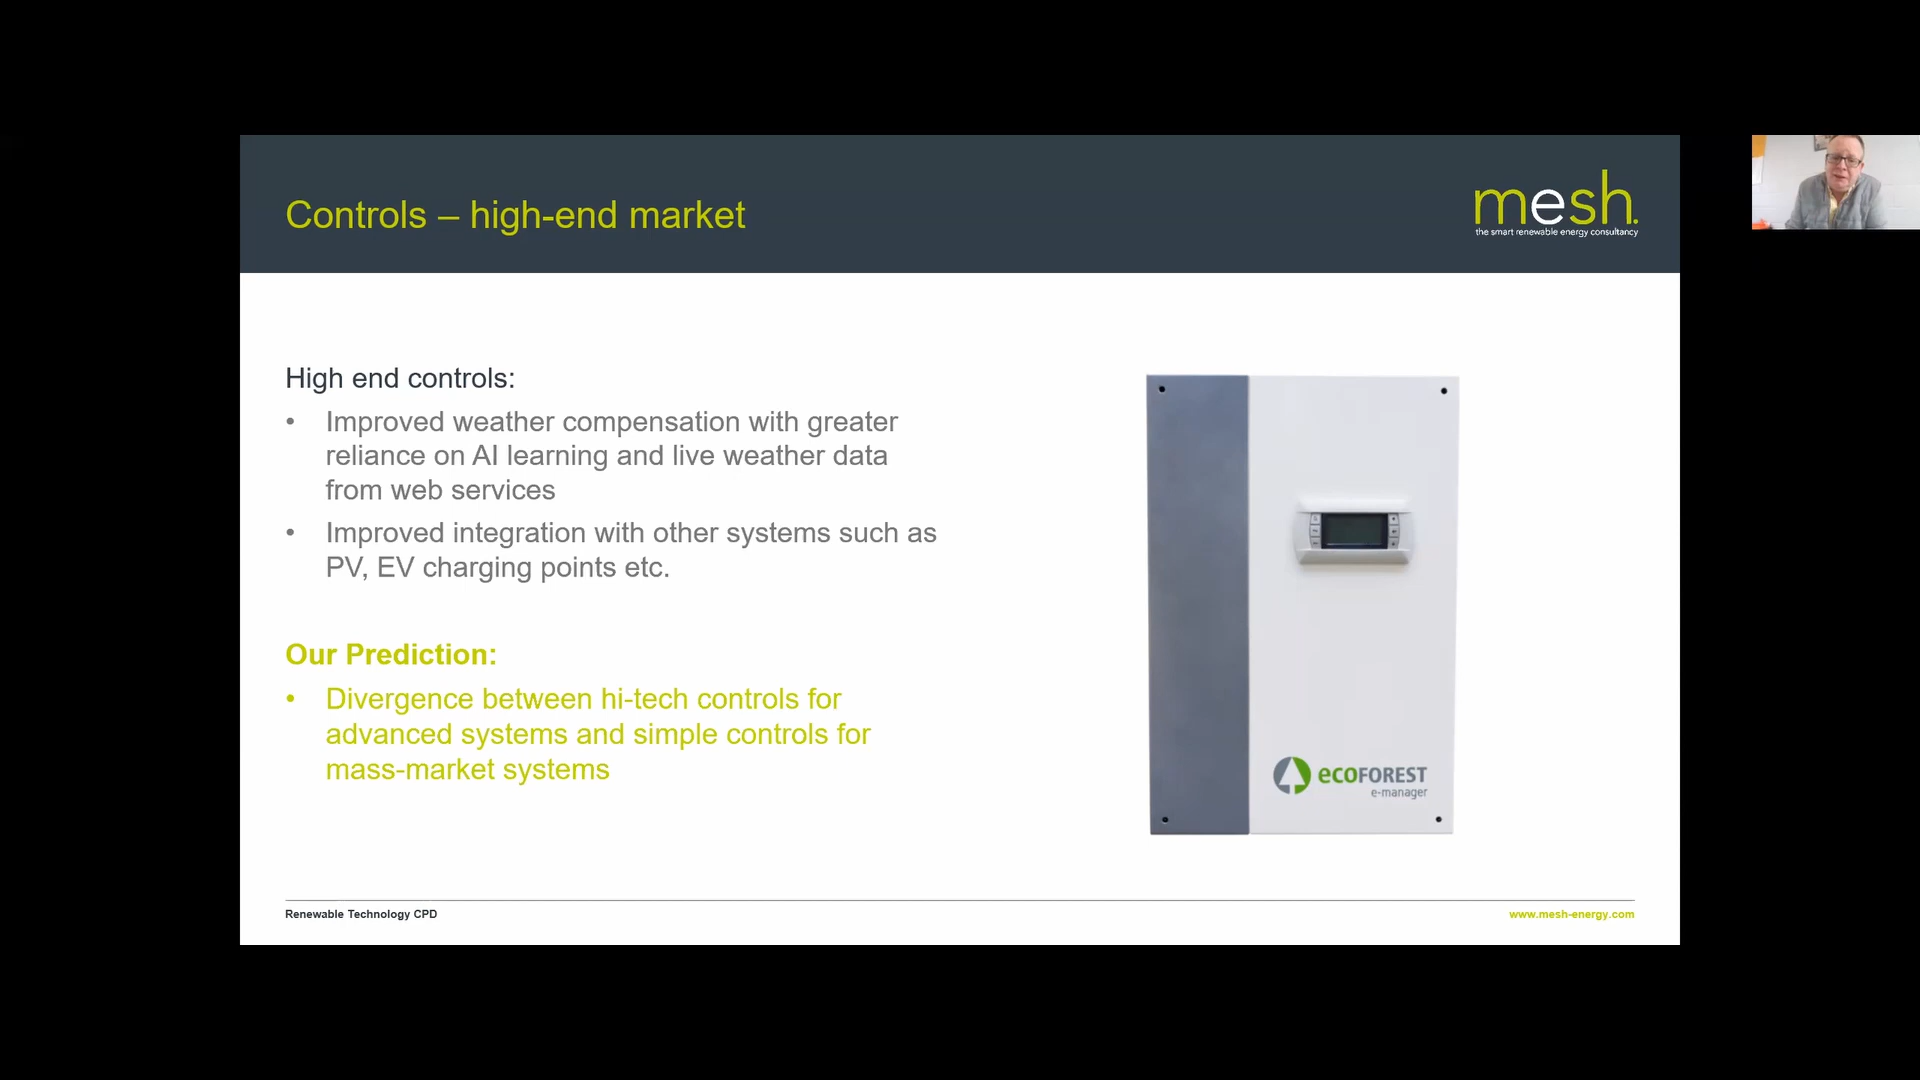 Controls – high-end market
mesh.
the smart renewable energy consultancy
High end controls:
• Improved weather compensation with greater
reliance on AI learning and live weather data
from web services
• Improved integration with other systems such as
PV, EV charging points etc.
Our Prediction:
• Divergence between hi-tech controls for
advanced systems and simple controls for
mass-market systems
ecoFOREST
e-manager
Renewable Technology CPD
www.mesh-energy.com